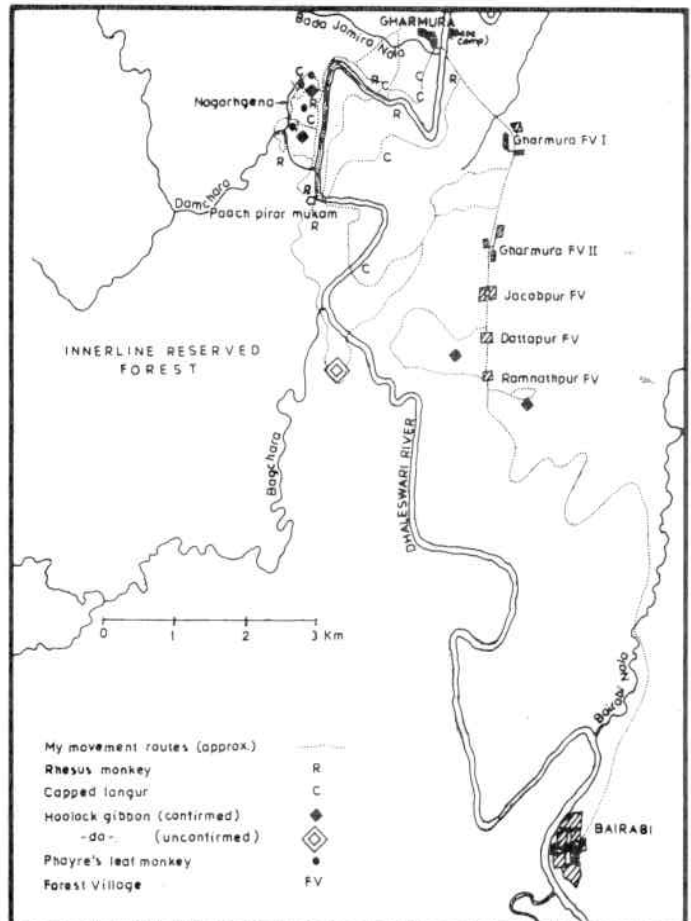 GHARMURA
(Base camp)
Bada Jamira Nala
C
R
C
R
C
R
Nagarhgena
C
R
C
R
C
Gharmura FV I
Damchara
R
Paach pirar mukam
R
C
Gharmura FV II
Jacobpur FV
INNERLINE RESERVED
FOREST
Dattapur FV
Ramnathpur FV
Bagchara
DHALESWARI RIVER
0 1 2 3 Km
Bairabi Nala
My movement routes (approx.)
Rhesus monkey R
Capped langur C
Hoolock gibbon (confirmed)
-do- (unconfirmed)
Phayre's leaf monkey
Forest Village FV
BAIRABI